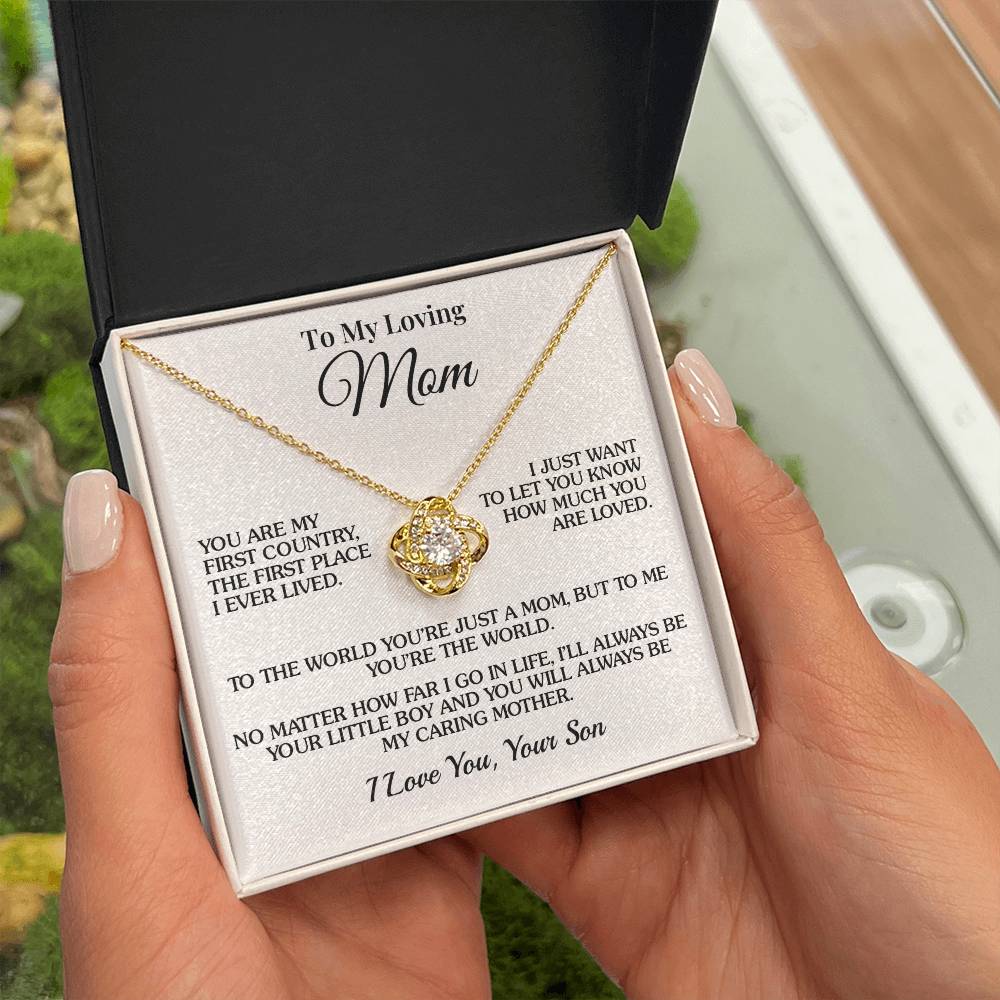 To My Loving
Mom
YOU ARE MY
FIRST COUNTRY,
THE FIRST PLACE
I EVER LIVED.
I JUST WANT
TO LET YOU KNOW
HOW MUCH YOU
ARE LOVED.
TO THE WORLD YOU'RE JUST A MOM, BUT TO ME
YOU'RE THE WORLD.
NO MATTER HOW FAR I GO IN LIFE, I'LL ALWAYS BE
YOUR LITTLE BOY AND YOU WILL ALWAYS BE
MY CARING MOTHER.
I Love You, Your Son